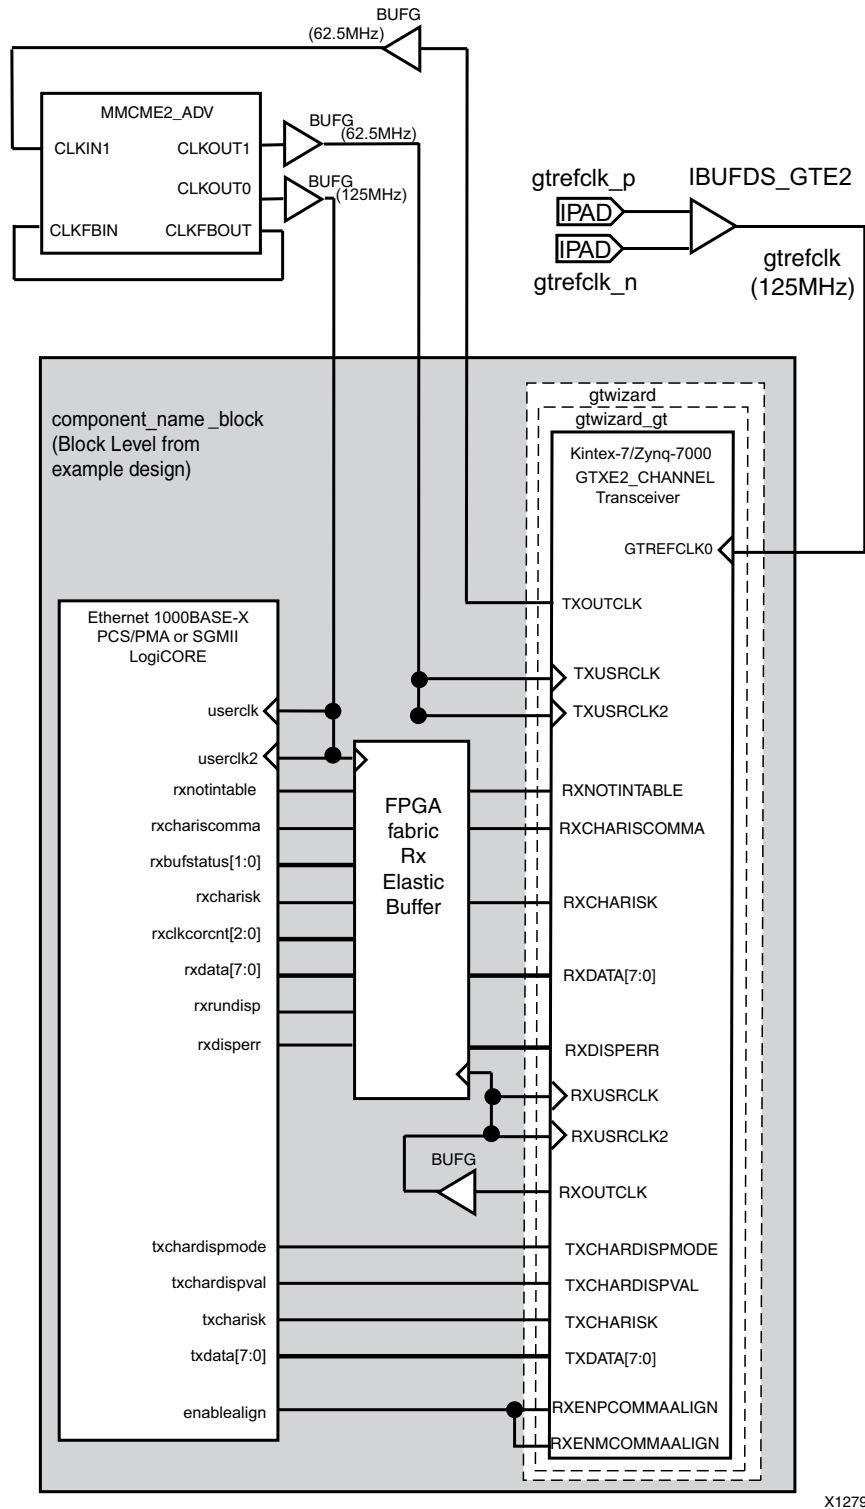 BUFG
(62.5MHz)
MMCME2_ADV
CLKIN1
CLKOUT1
BUFG
(62.5MHz)
CLKOUT0
BUFG
(125MHz)
CLKFBIN
CLKFBOUT
gtrefclk_p
IBUFDS_GTE2
IPAD
IPAD
gtrefclk_n
gtrefclk
(125MHz)
component_name_block
(Block Level from
example design)
gtwizard
gtwizard_gt
Kintex-7/Zynq-7000
GTXE2_CHANNEL
Transceiver
GTREFCLK0
TXOUTCLK
Ethernet 1000BASE-X
PCS/PMA or SGMII
LogiCORE
TXUSRCLK
TXUSRCLK2
userclk
userclk2
rxnotintable
rxchariscomma
rxbufstatus[1:0]
rxcharisk
rxclkcorcnt[2:0]
rxdata[7:0]
rxrundisp
rxdisperr
FPGA
fabric
Rx
Elastic
Buffer
RXNOTINTABLE
RXCHARISCOMMA
RXCHARISK
RXDATA[7:0]
RXDISPERR
RXUSRCLK
RXUSRCLK2
BUFG
RXOUTCLK
txchardispmode
TXCHARDISPMODE
txchardispval
TXCHARDISPVAL
txcharisk
TXCHARISK
txdata[7:0]
TXDATA[7:0]
enablealign
RXENPCOMMAALIGN
RXENMCOMMAALIGN
X1279